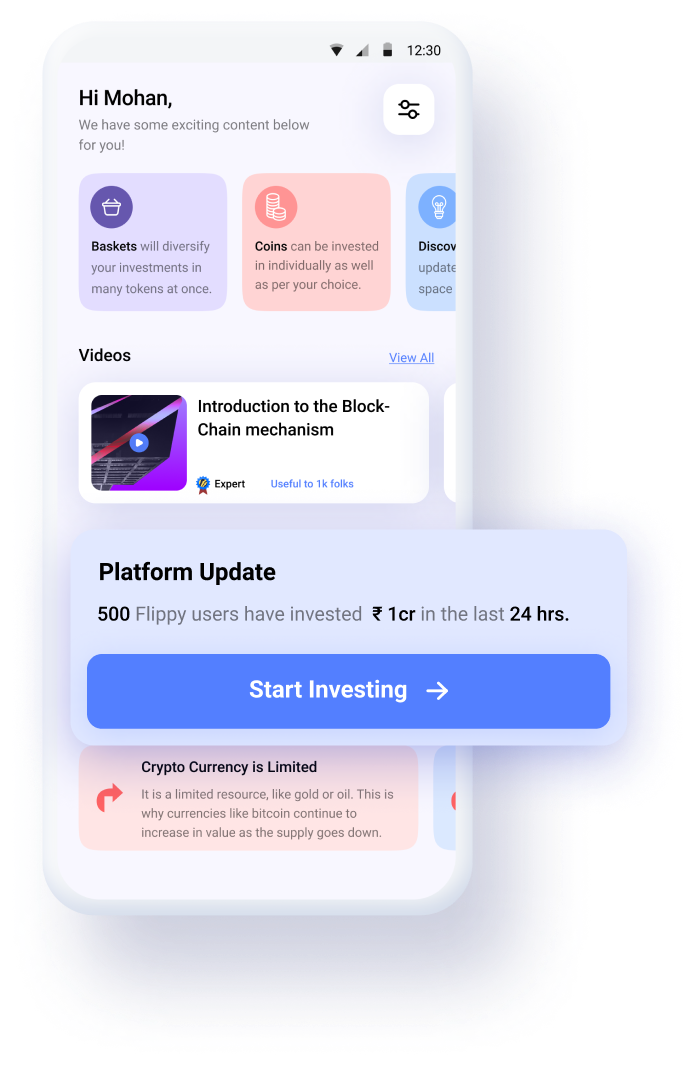 12:30
Hi Mohan,
We have some exciting content below
for you!
Baskets will diversify
your investments in
many tokens at once.
Coins can be invested
in individually as well
as per your choice.
Discov
update
space
Videos
View All
Introduction to the Block-
Chain mechanism
Expert
Useful to 1k folks
Platform Update
500 Flippy users have invested ₹ 1cr in the last 24 hrs.
Start Investing
Crypto Currency is Limited
It is a limited resource, like gold or oil. This is
why currencies like bitcoin continue to
increase in value as the supply goes down.